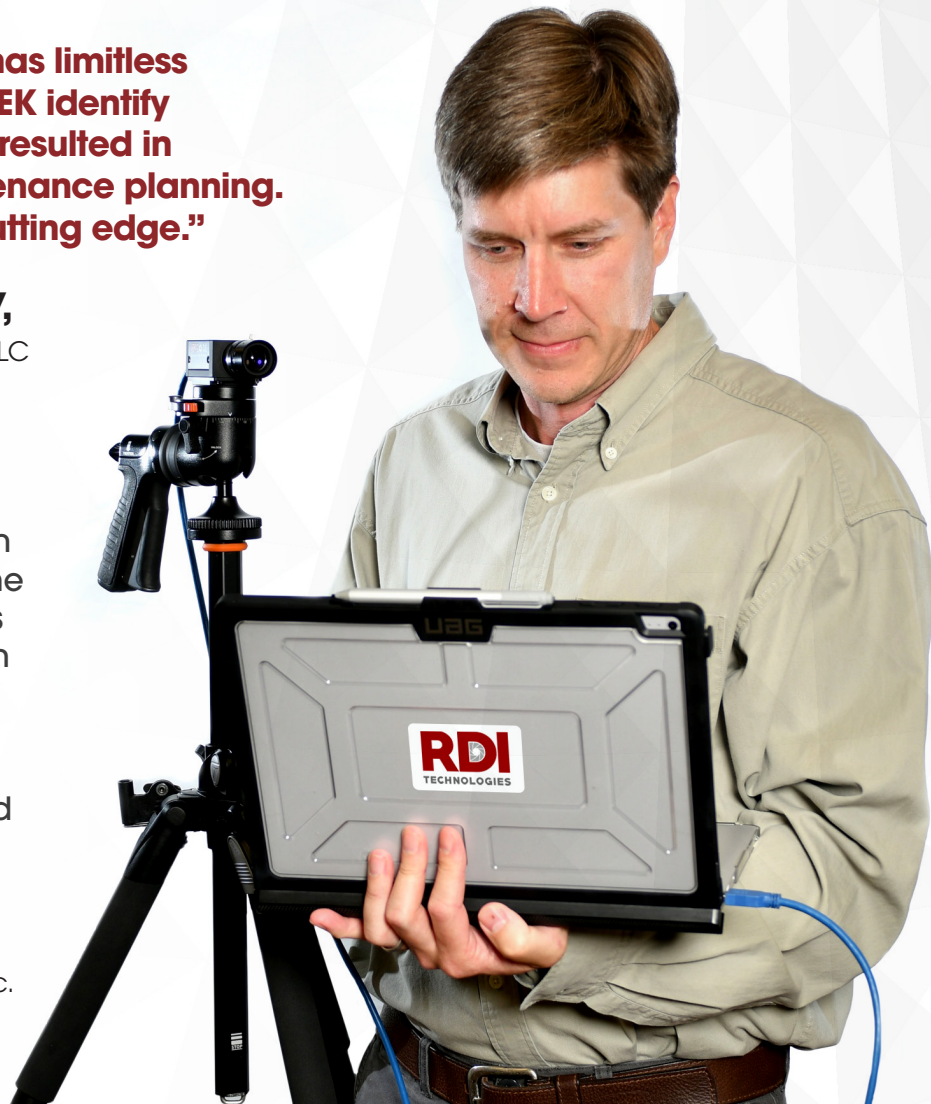 has limitless
EK identify
resulted in
enance planning.
utting edge.”
,
LC
n
ne
s
n
d
c.
UAG
RDI
TECHNOLOGIES